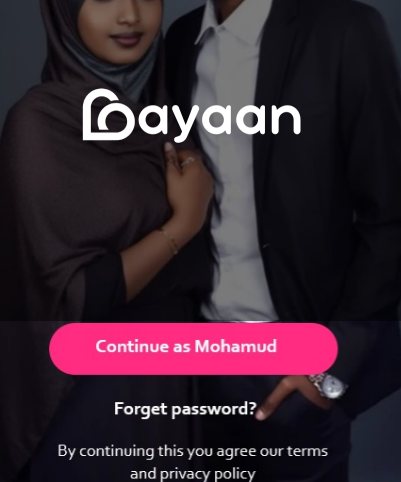 Bayaan
Continue as Mohamud
Forget password?
By continuing this you agree our terms
and privacy policy